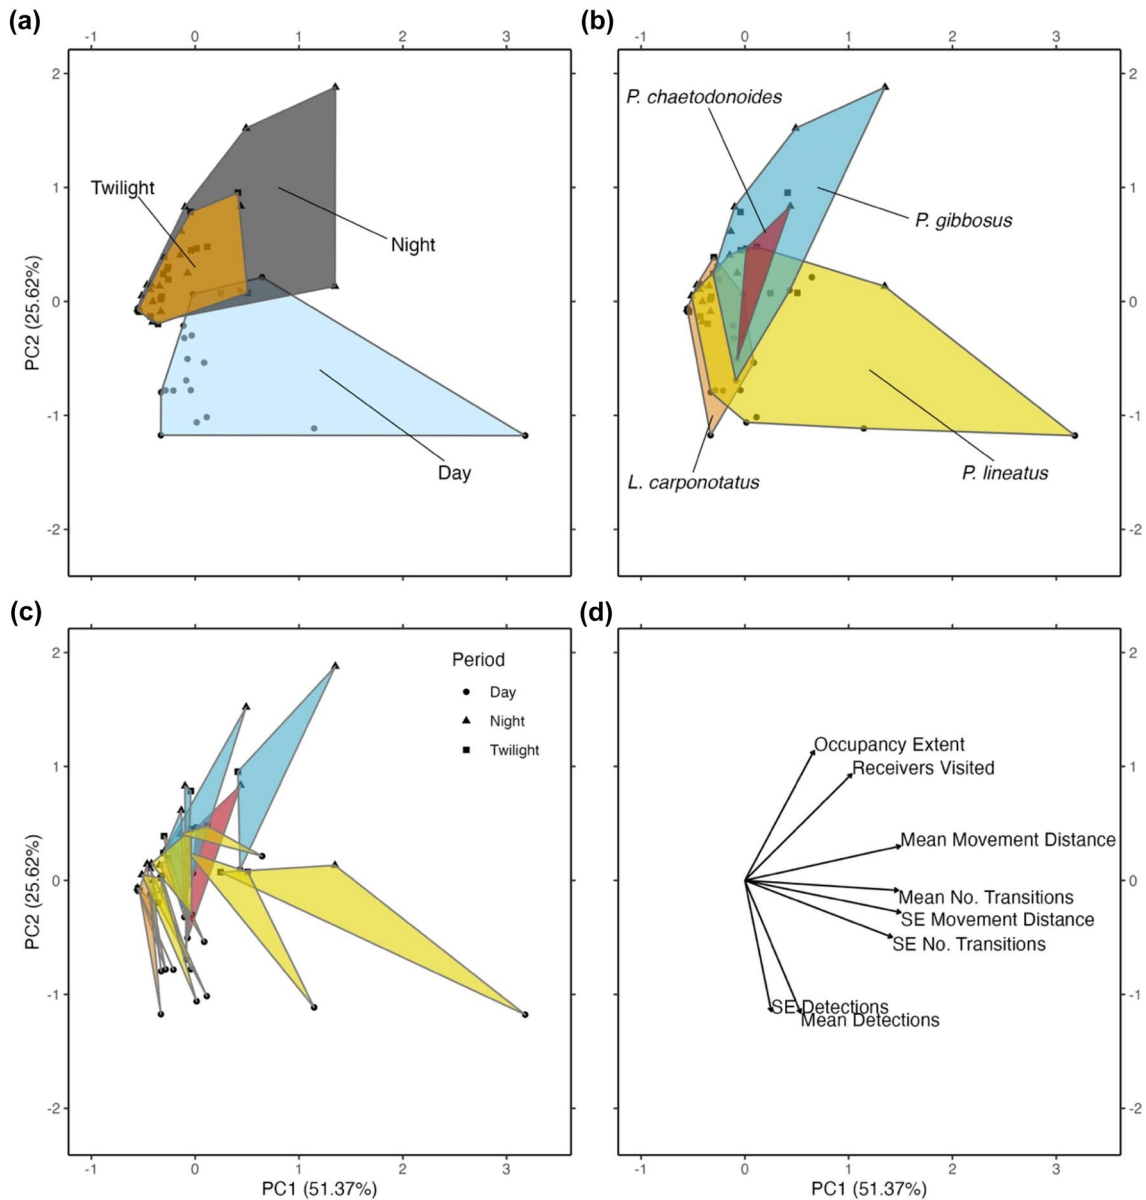 (a)
(b)
-1 0 1 2 3
-1 0 1 2 3
2
1
0
-1
-2
PC2 (25.62%)
Twilight
Night
Day
P. chaetodonoides
P. gibbosus
L. carponotatus
P. lineatus
2
1
0
-1
-2
(c)
(d)
2
1
0
-1
-2
PC2 (25.62%)
Period
Day
Night
Twilight
-1 0 1 2 3
PC1 (51.37%)
Occupancy Extent
Receivers Visited
Mean Movement Distance
Mean No. Transitions
SE Movement Distance
SE No. Transitions
SE Detections
Mean Detections
2
1
0
-1
-2
-1 0 1 2 3
PC1 (51.37%)